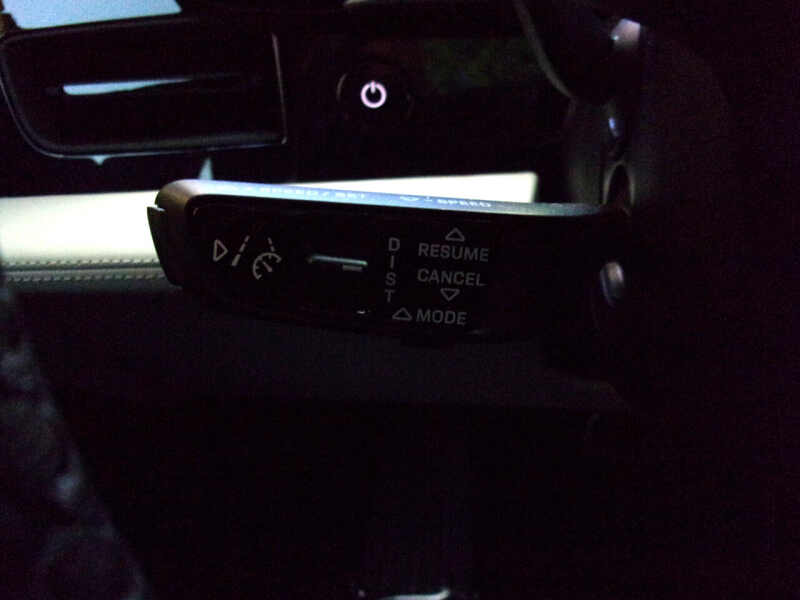 SPEED / SET
- SPEED
DIST
RESUME
CANCEL
MODE